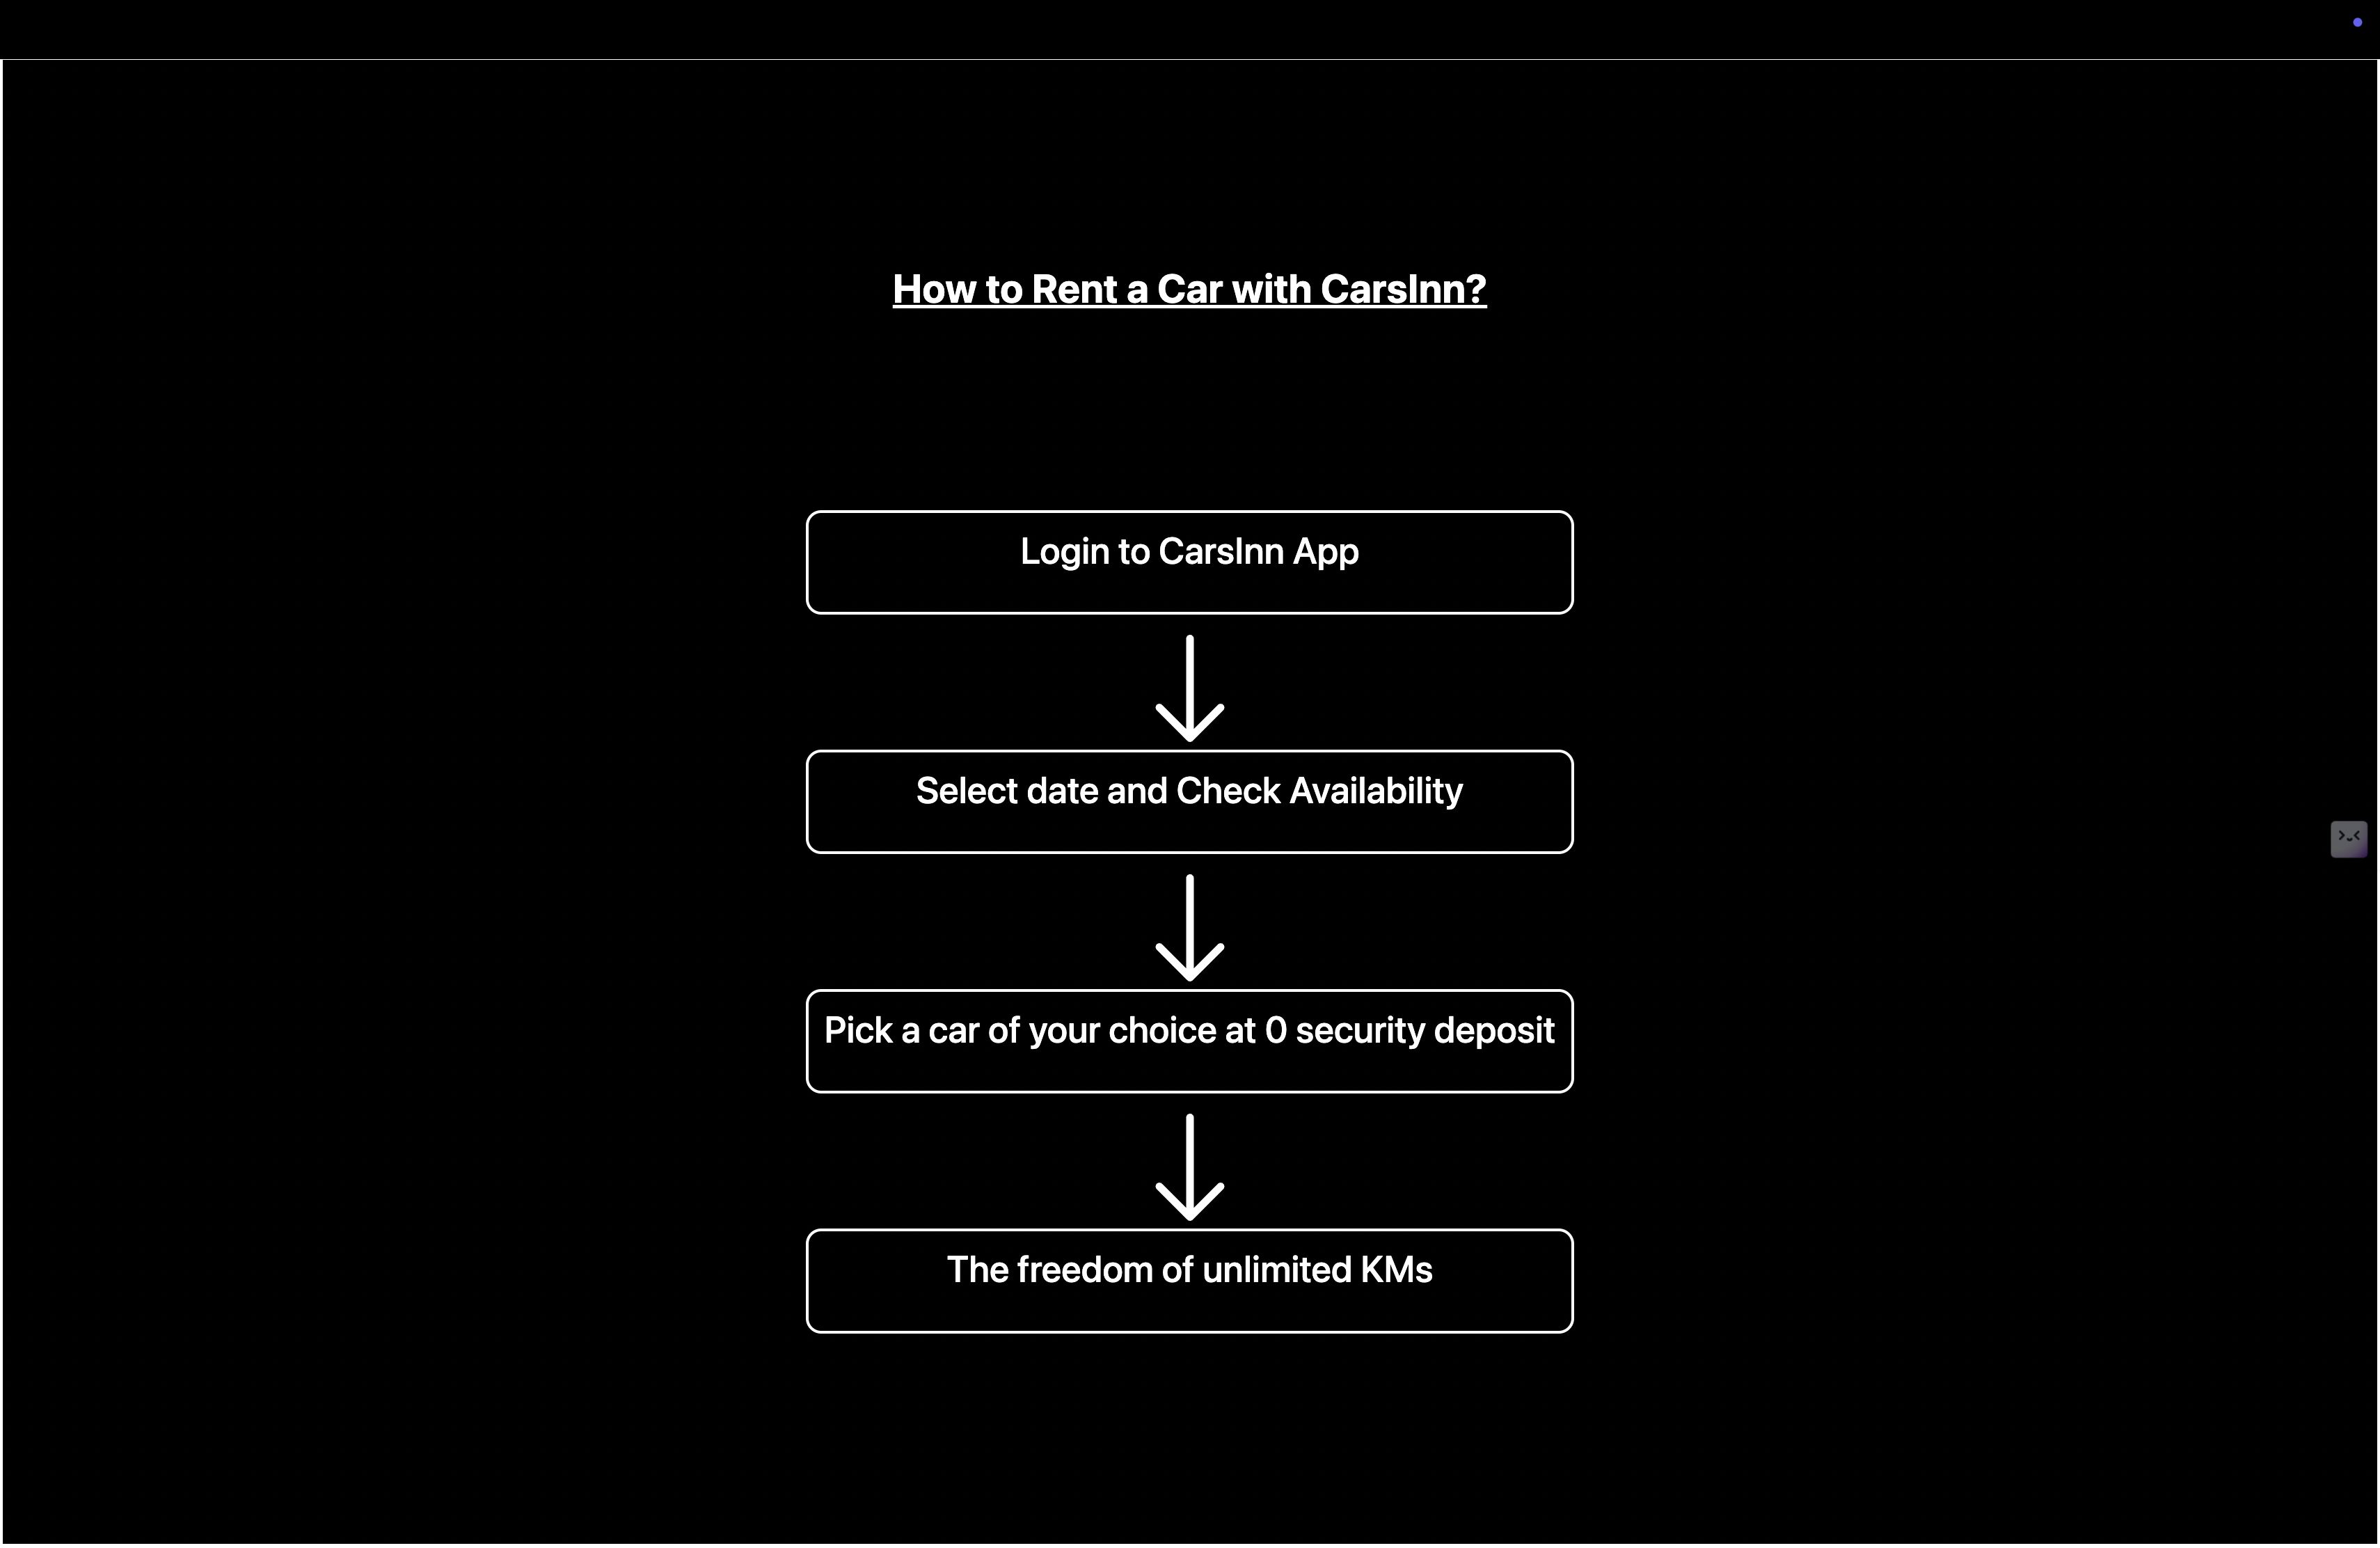 How to Rent a Car with CarsInn?
Login to CarsInn App
Select date and Check Availability
Pick a car of your choice at 0 security deposit
The freedom of unlimited KMs